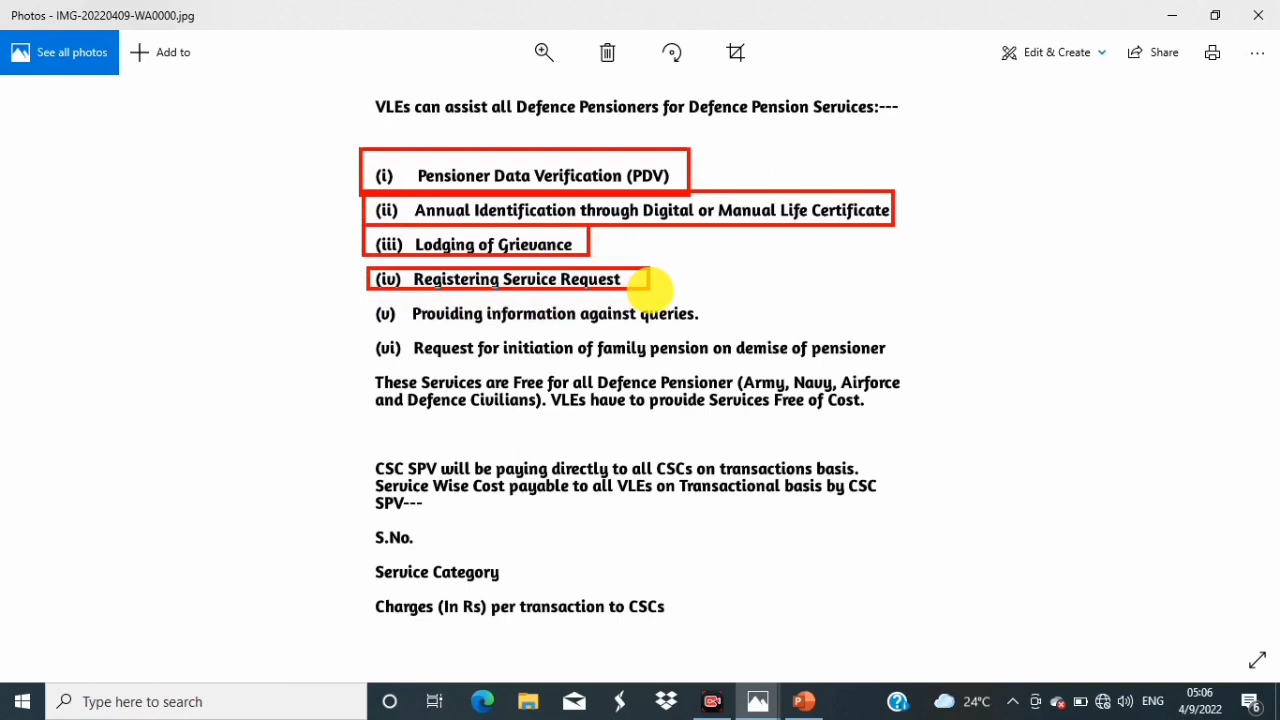 Photos - IMG-20220409-WA0000.jpg
See all photos
Add to
Edit & Create
Share
VLEs can assist all Defence Pensioners for Defence Pension Services:---
(i) Pensioner Data Verification (PDV)
(ii) Annual Identification through Digital or Manual Life Certificate
(iii) Lodging of Grievance
(iv) Registering Service Request
(v) Providing information against queries.
(vi) Request for initiation of family pension on demise of pensioner
These Services are Free for all Defence Pensioner (Army, Navy, Airforce
and Defence Civilians). VLEs have to provide Services Free of Cost.
CSC SPV will be paying directly to all CSCs on transactions basis.
Service Wise Cost payable to all VLEs on Transactional basis by CSC
SPV---
S.No.
Service Category
Charges (In Rs) per transaction to CSCs
Type here to search
24°C
ENG
05:06
4/9/2022
6